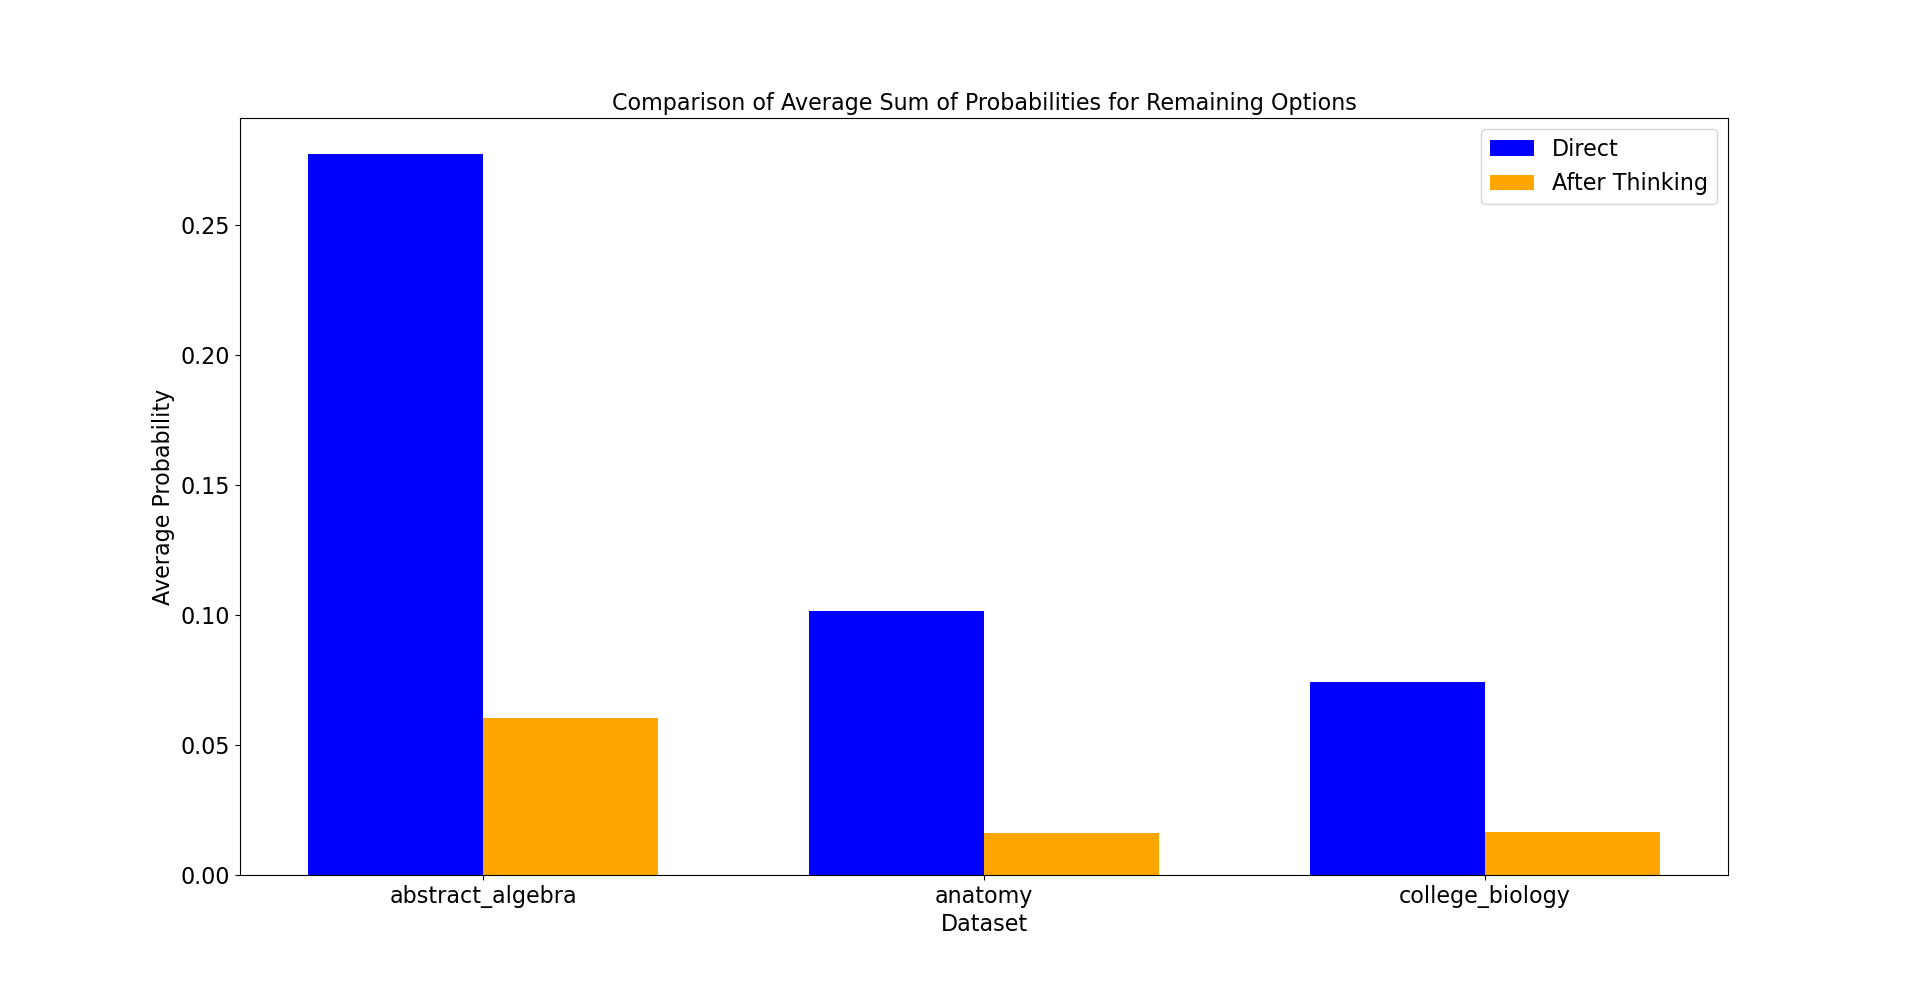 Comparison of Average Sum of Probabilities for Remaining Options
Direct
After Thinking
Average Probability
0.25
0.20
0.15
0.10
0.05
0.00
abstract_algebra
anatomy
college_biology
Dataset